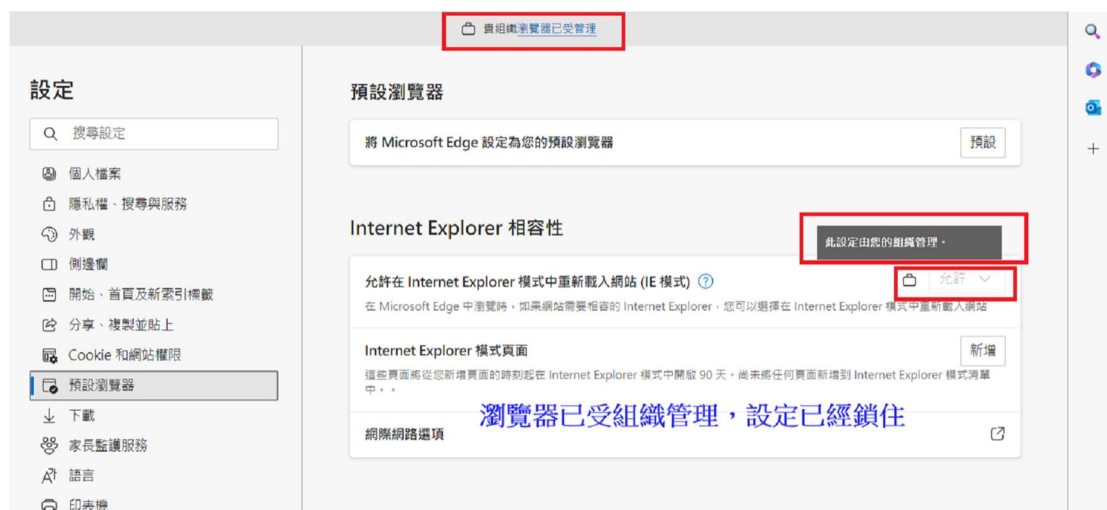 貴組織瀏覽器已受管理
設定
搜尋設定
個人檔案
隱私權、搜尋與服務
外觀
側邊欄
開始、首頁及新索引標籤
分享、複製並貼上
Cookie 和網站權限
預設瀏覽器
下載
家長監護服務
語言
印表機
預設瀏覽器
將 Microsoft Edge 設定為您的預設瀏覽器
預設
Internet Explorer 相容性
此設定由您的組織管理。
允許在 Internet Explorer 模式中重新載入網站 (IE 模式)
允許
在 Microsoft Edge 中瀏覽時，如果網站需要相容的 Internet Explorer，您可以選擇在 Internet Explorer 模式中重新載入網站
Internet Explorer 模式頁面
新增
這些頁面將從您新增頁面的時刻起在 Internet Explorer 模式中開啟 90 天。尚未將任何頁面新增到 Internet Explorer 模式清單
中。。
瀏覽器已受組織管理，設定已經鎖住
網際網路選項